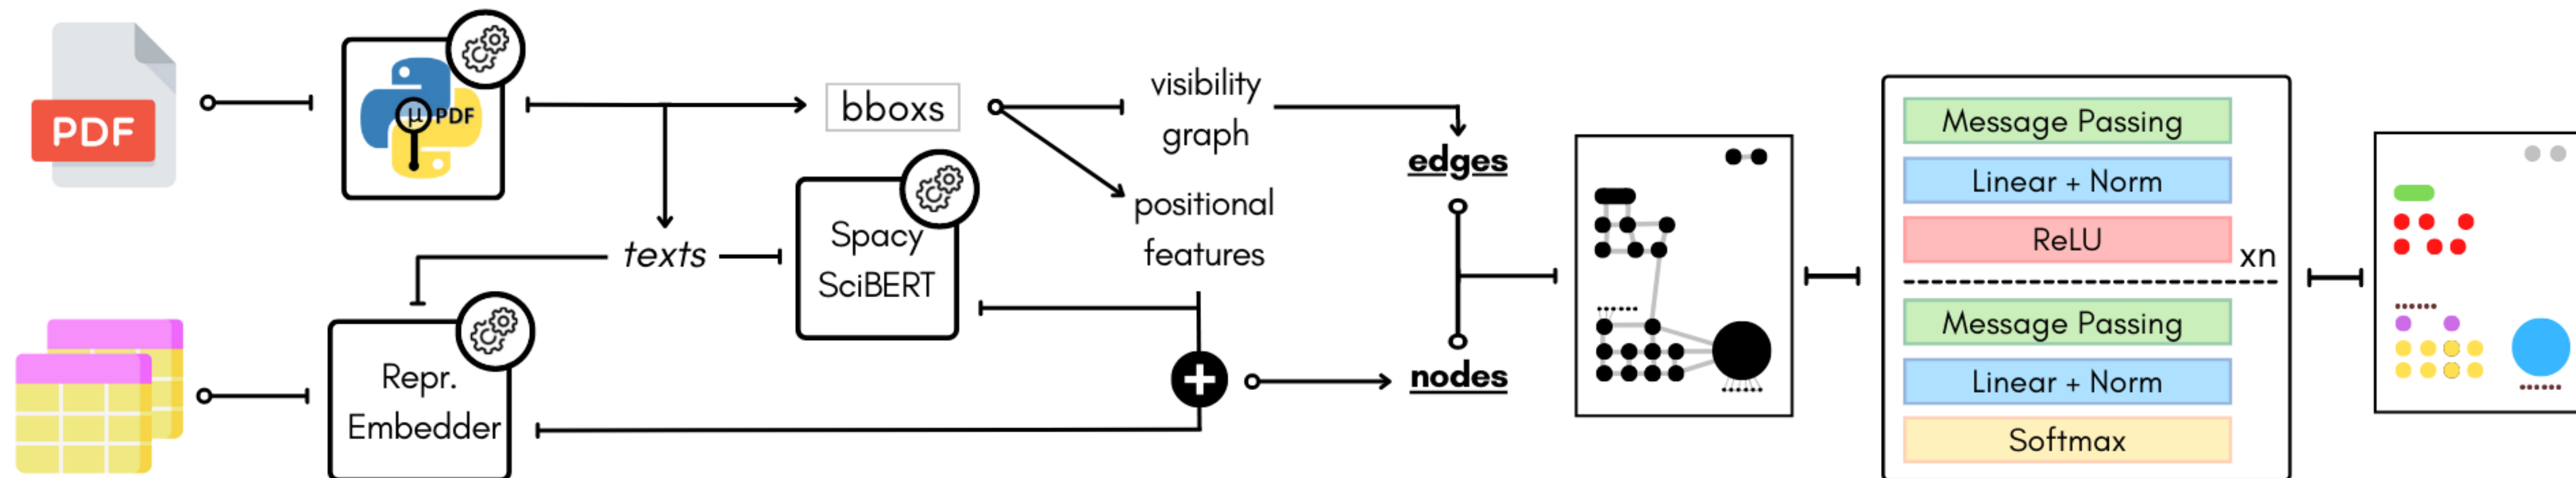 PDF
μ PDF
bboxs
visibility
graph
positional
features
edges
texts
Spacy
SciBERT
Repr.
Embedder
nodes
Message Passing
Linear + Norm
ReLU
xn
Message Passing
Linear + Norm
Softmax